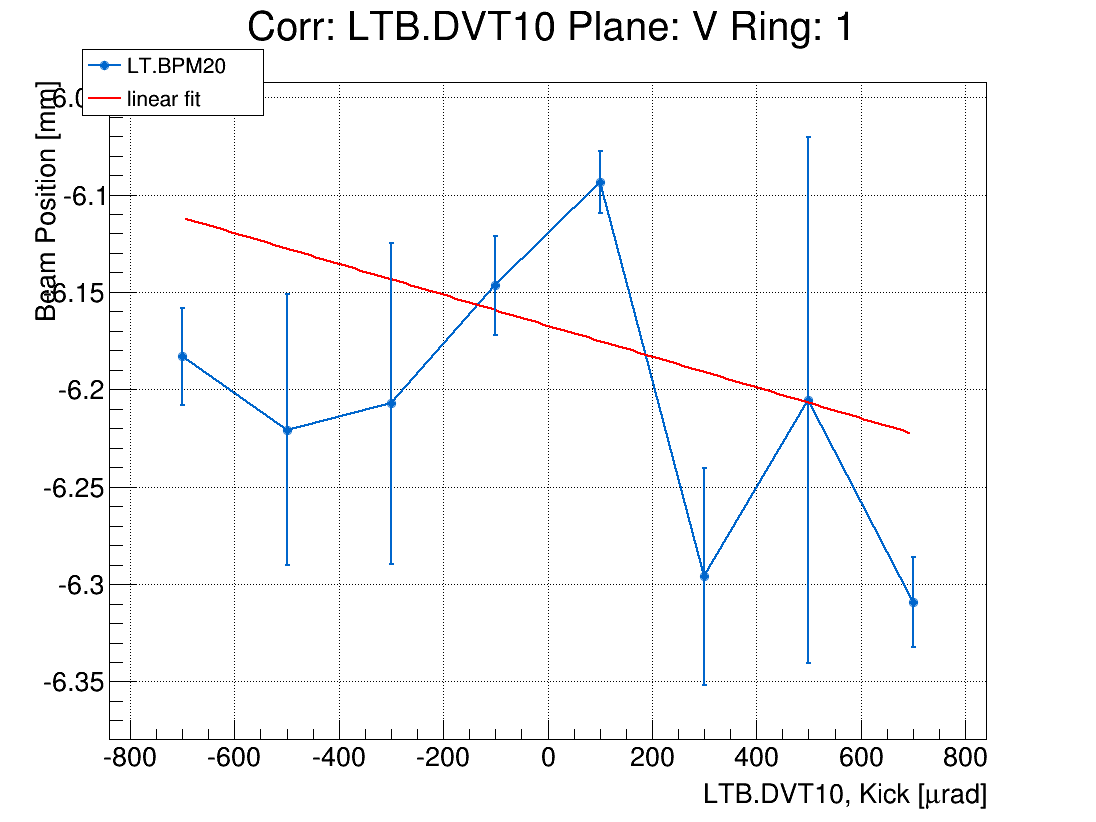 Corr: LTB.DVT10 Plane: V Ring: 1
LT.BPM20
linear fit
Beam Position [mm]
-6.1
-6.15
-6.2
-6.25
-6.3
-6.35
-800 -600 -400 -200 0 200 400 600 800
LTB.DVT10, Kick [μrad]